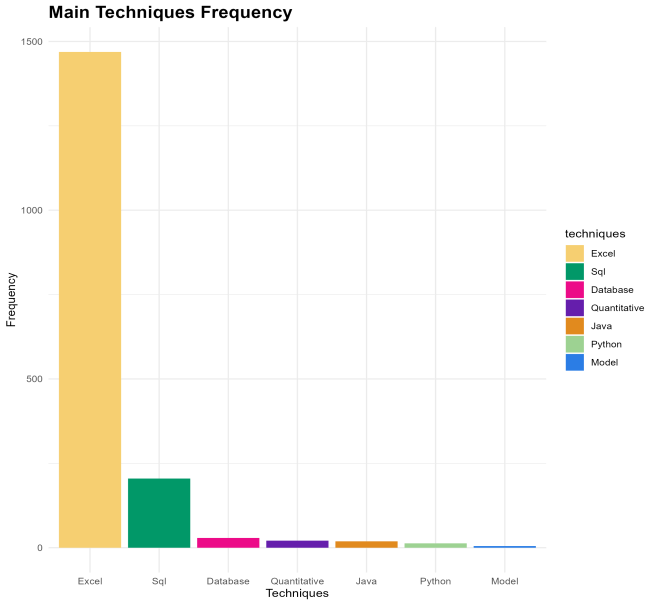 Main Techniques Frequency
1500
1000
500
0
Frequency
Excel Sql Database Quantitative Java Python Model
Techniques
techniques
Excel
Sql
Database
Quantitative
Java
Python
Model